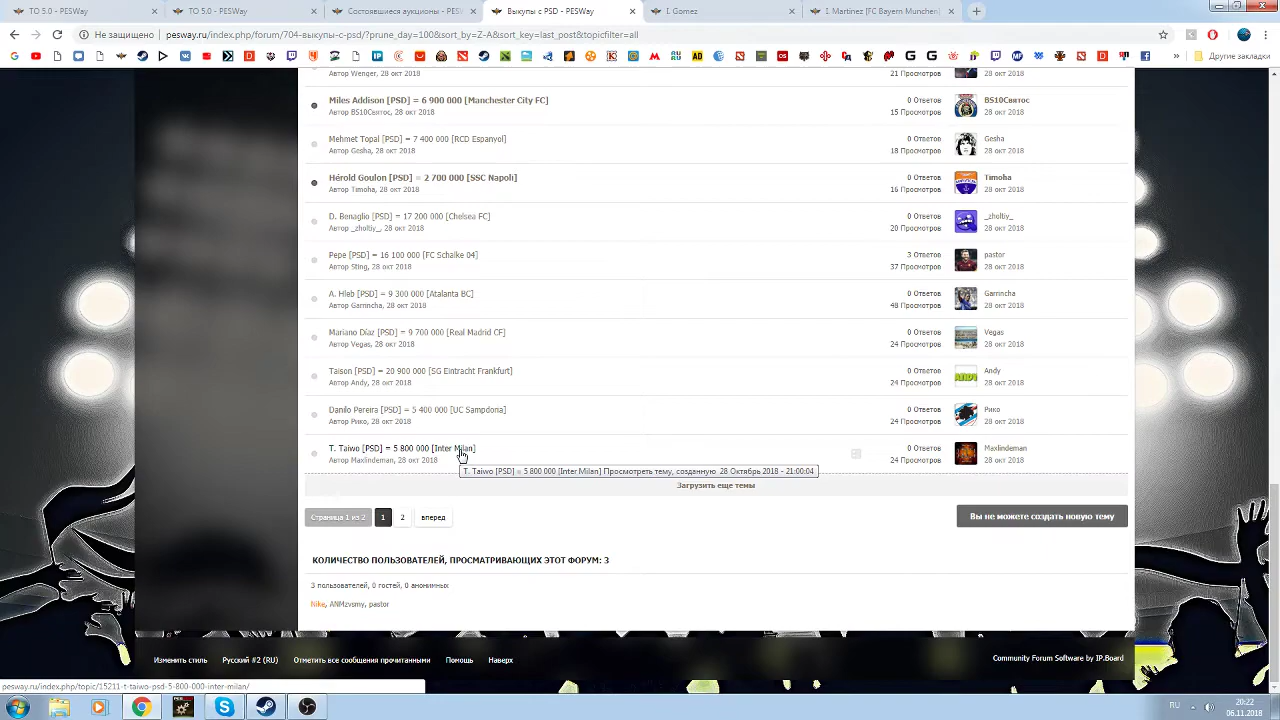 TO 5.0 - PESWay
TO 5.0 - PESWay
Состоявшиеся аукционы - PESW
Выкупы с PSD - PESWay
I. Gomez
J. Martinez (FC Bayern Munchen)
Не защищено
pesway.ru/index.php/forum/704-выкупы-с-psd/?prune_day=100&sort_by=Z-A&sort_key=last_post&topicfilter=all
Другие закладки
Автор Wenger, 28 окт 2018
21 Просмотров
28 окт 2018
Miles Addison [PSD] = 6 900 000 [Manchester City FC]
0 Ответов
BS10Святос
Автор BS10Святос, 28 окт 2018
15 Просмотров
28 окт 2018
Mehmet Topal [PSD] = 7 400 000 [RCD Espanyol]
0 Ответов
Gesha
Автор Gesha, 28 окт 2018
18 Просмотров
28 окт 2018
Hérold Goulon [PSD] = 2 700 000 [SSC Napoli]
0 Ответов
Timoha
Автор Timoha, 28 окт 2018
16 Просмотров
28 окт 2018
D. Benaglio [PSD] = 17 200 000 [Chelsea FC]
0 Ответов
_zholtiy_
Автор _zholtiy_, 28 окт 2018
20 Просмотров
28 окт 2018
Pepe [PSD] = 16 100 000 [FC Schalke 04]
3 Ответов
pastor
Автор Sting, 28 окт 2018
37 Просмотров
28 окт 2018
A. Hleb [PSD] = 9 300 000 [Atalanta BC]
0 Ответов
Garrincha
Автор Garrincha, 28 окт 2018
48 Просмотров
28 окт 2018
Mariano Díaz [PSD] = 9 700 000 [Real Madrid CF]
0 Ответов
Vegas
Автор Vegas, 28 окт 2018
24 Просмотров
28 окт 2018
Taison [PSD] = 20 900 000 [SG Eintracht Frankfurt]
0 Ответов
Andy
Автор Andy, 28 окт 2018
24 Просмотров
28 окт 2018
Danilo Pereira [PSD] = 5 400 000 [UC Sampdoria]
0 Ответов
Рико
Автор Рико, 28 окт 2018
24 Просмотров
28 окт 2018
T. Taiwo [PSD] = 5 800 000 [Inter Milan]
0 Ответов
Maxlindeman
Автор Maxlindeman, 28 окт 2018
24 Просмотров
28 окт 2018
T. Taiwo [PSD] = 5 800 000 [Inter Milan] Просмотреть тему, созданную 28 Октябрь 2018 - 21:00:04
Загрузить еще темы
Страница 1 из 2
1
2
вперед
Вы не можете создать новую тему
КОЛИЧЕСТВО ПОЛЬЗОВАТЕЛЕЙ, ПРОСМАТРИВАЮЩИХ ЭТОТ ФОРУМ: 3
3 пользователей, 0 гостей, 0 анонимных
Nike, ANMzvsmy, pastor
Изменить стиль
Русский #2 (RU)
Отметить все сообщения прочитанными
Помощь
Наверх
Community Forum Software by IP.Board
pesway.ru/index.php/topic/15211-t-taiwo-psd-5-800-000-inter-milan/
RU
20:22
06.11.2018